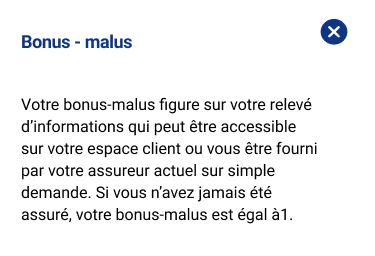 Bonus - malus
Votre bonus-malus figure sur votre relevé
d’informations qui peut être accessible
sur votre espace client ou vous être fourni
par votre assureur actuel sur simple
demande. Si vous n’avez jamais été
assuré, votre bonus-malus est égal à1.